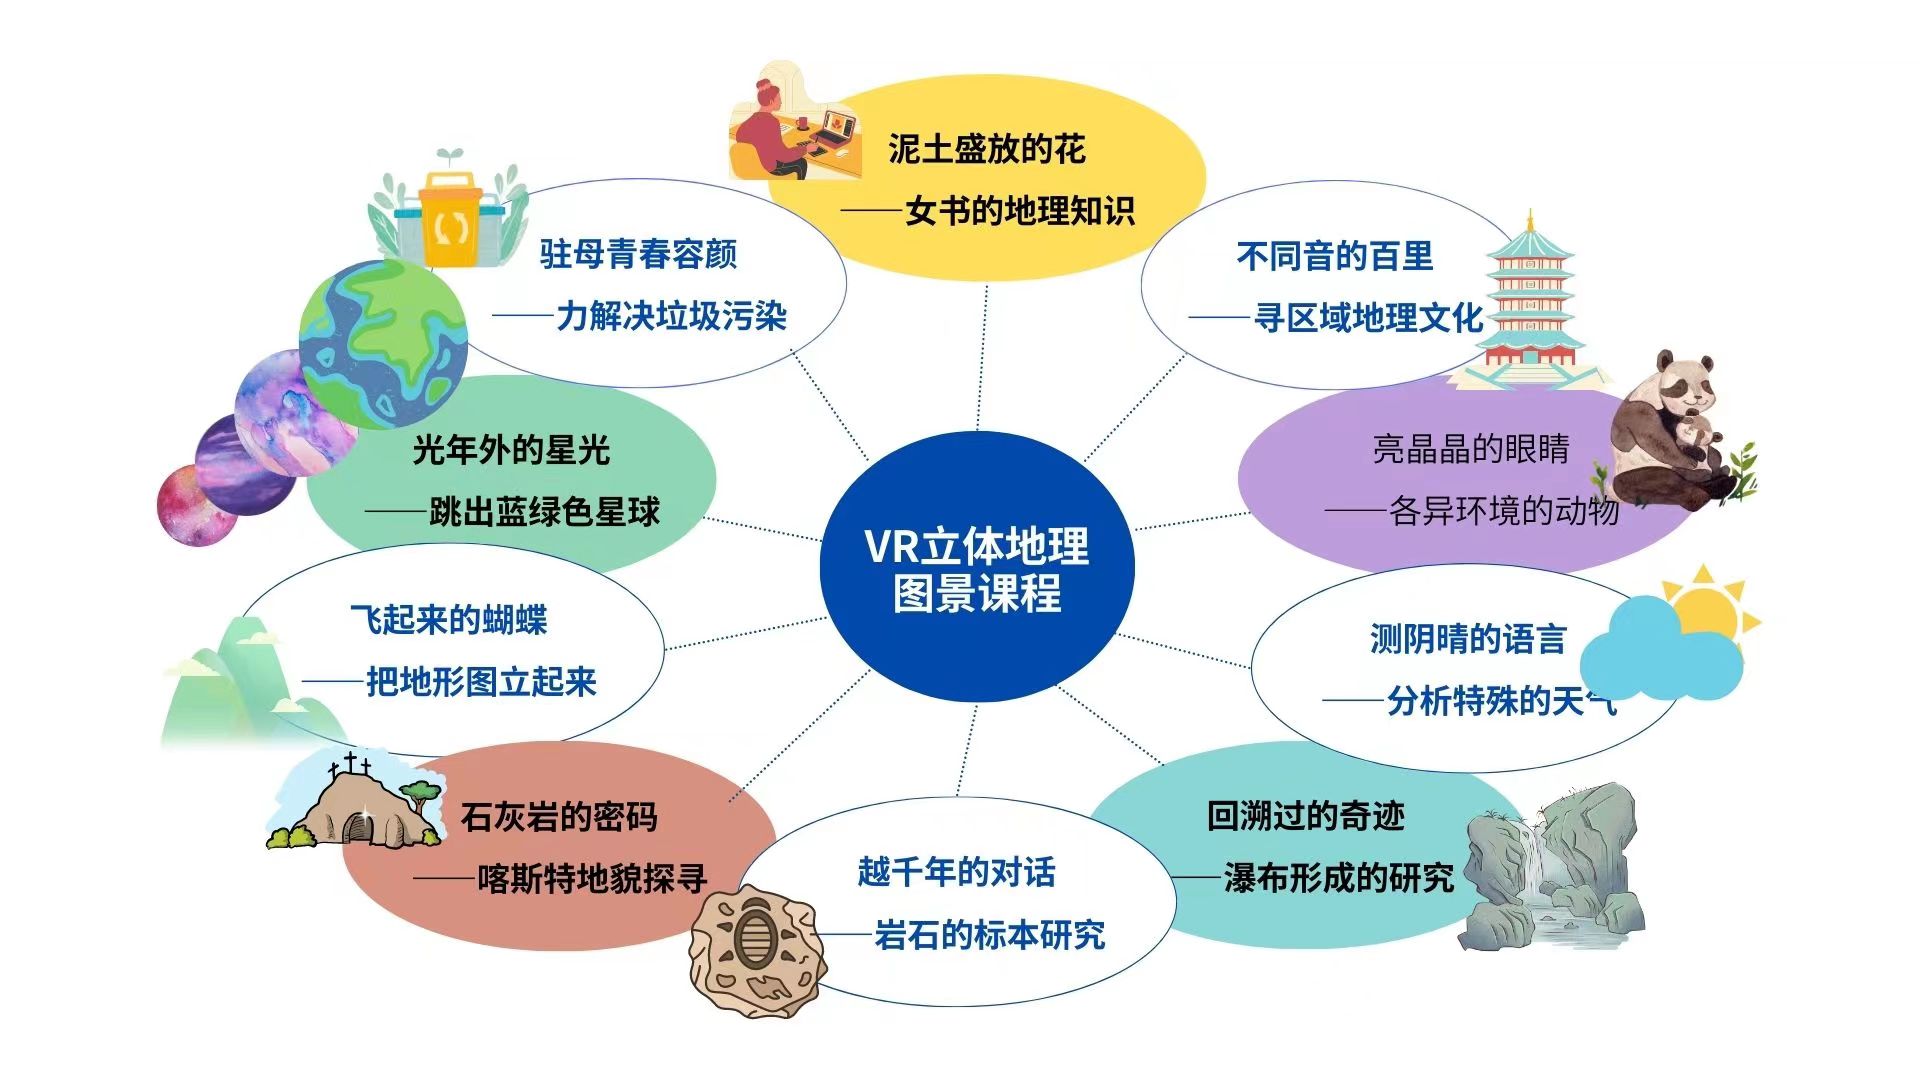 泥土盛放的花
——女书的地理知识
驻母青春容颜
——力解决垃圾污染
不同音的百里
——寻区域地理文化
光年外的星光
——跳出蓝绿色星球
亮晶晶的眼睛
——各异环境的动物
VR立体地理
图景课程
飞起来的蝴蝶
——把地形图立起来
测阴晴的语言
——分析特殊的天气
石灰岩的密码
——喀斯特地貌探寻
越千年的对话
——岩石的标本研究
回溯过的奇迹
——瀑布形成的研究